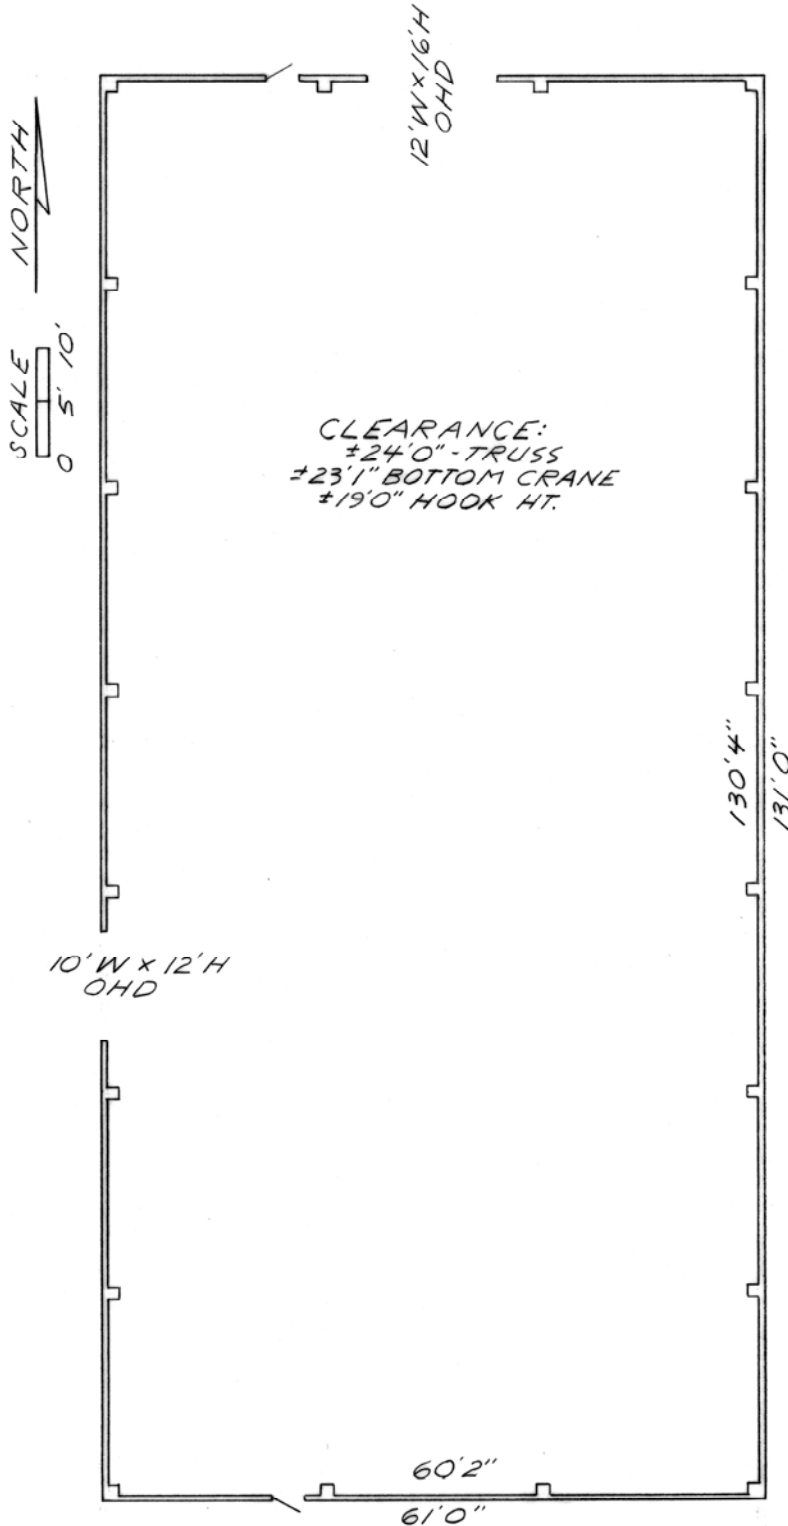 12'W x 16'H
OHD
NORTH
SCALE
0 5' 10'
CLEARANCE:
±24'0" - TRUSS
±23'1" BOTTOM CRANE
±19'0" HOOK HT.
130'4"
131'0"
10'W x 12'H
OHD
60'2"
61'0"